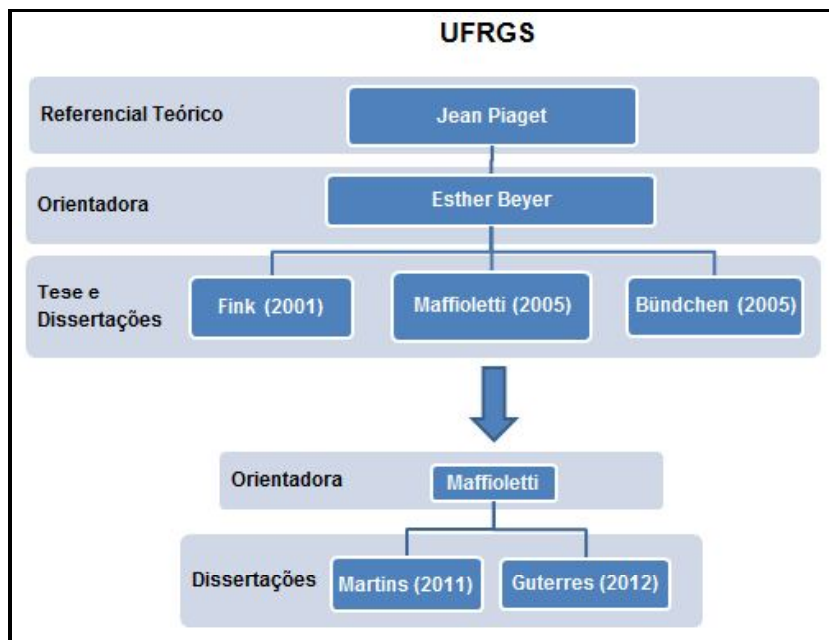 UFRGS
Referencial Teórico
Jean Piaget
Orientadora
Esther Beyer
Tese e
Dissertações
Fink (2001)
Maffioletti (2005)
Bündchen (2005)
Orientadora
Maffioletti
Dissertações
Martins (2011)
Guterres (2012)